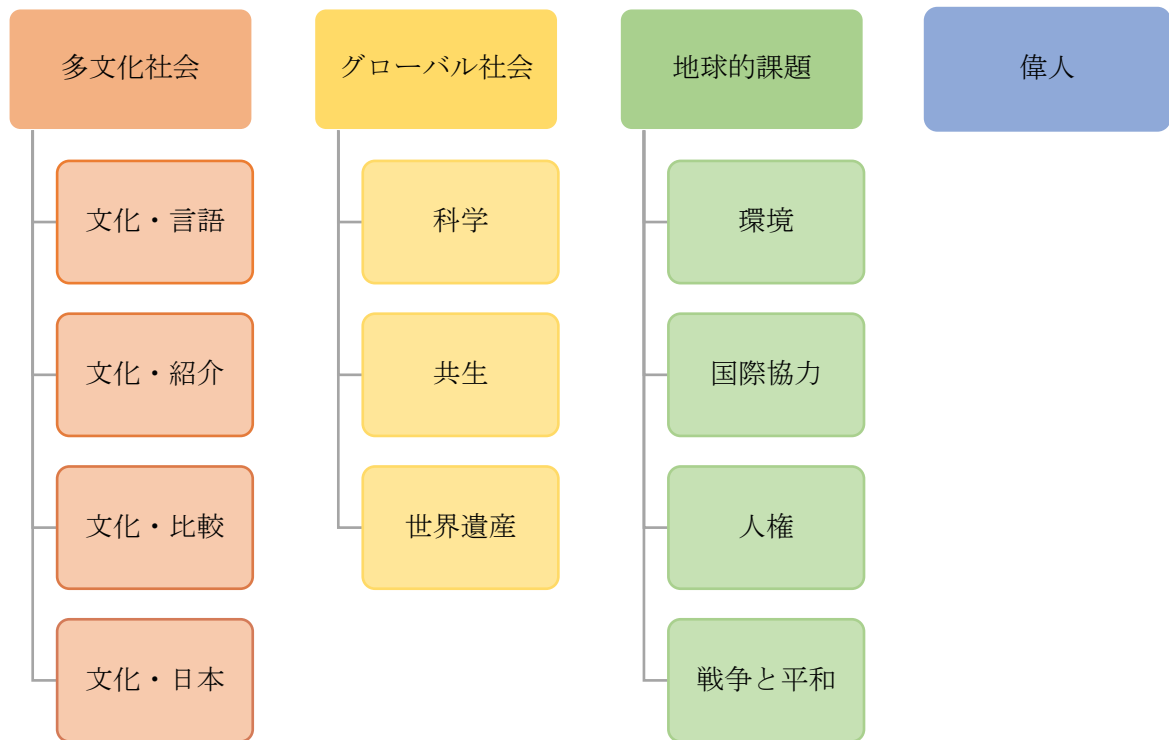 多文化社会
文化・言語
文化・紹介
文化・比較
文化・日本
グローバル社会
科学
共生
世界遺産
地球的課題
環境
国際協力
人権
戦争と平和
偉人